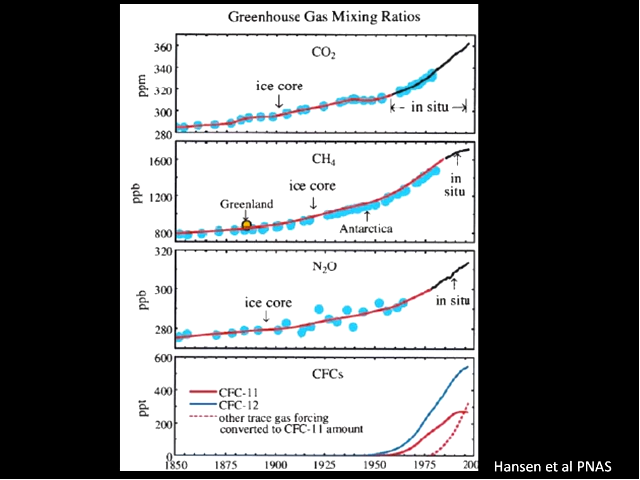 Greenhouse Gas Mixing Ratios
360
340
320
300
280
ppm
CO2
ice core
in situ
1600
1200
800
ppb
CH4
ice core
Greenland
Antarctica
in
situ
320
300
280
260
ppb
N2O
ice core
in situ
600
400
200
0
ppt
CFCs
CFC-11
CFC-12
other trace gas forcing
converted to CFC-11 amount
1850 1875 1900 1925 1950 1975 200
Hansen et al PNAS